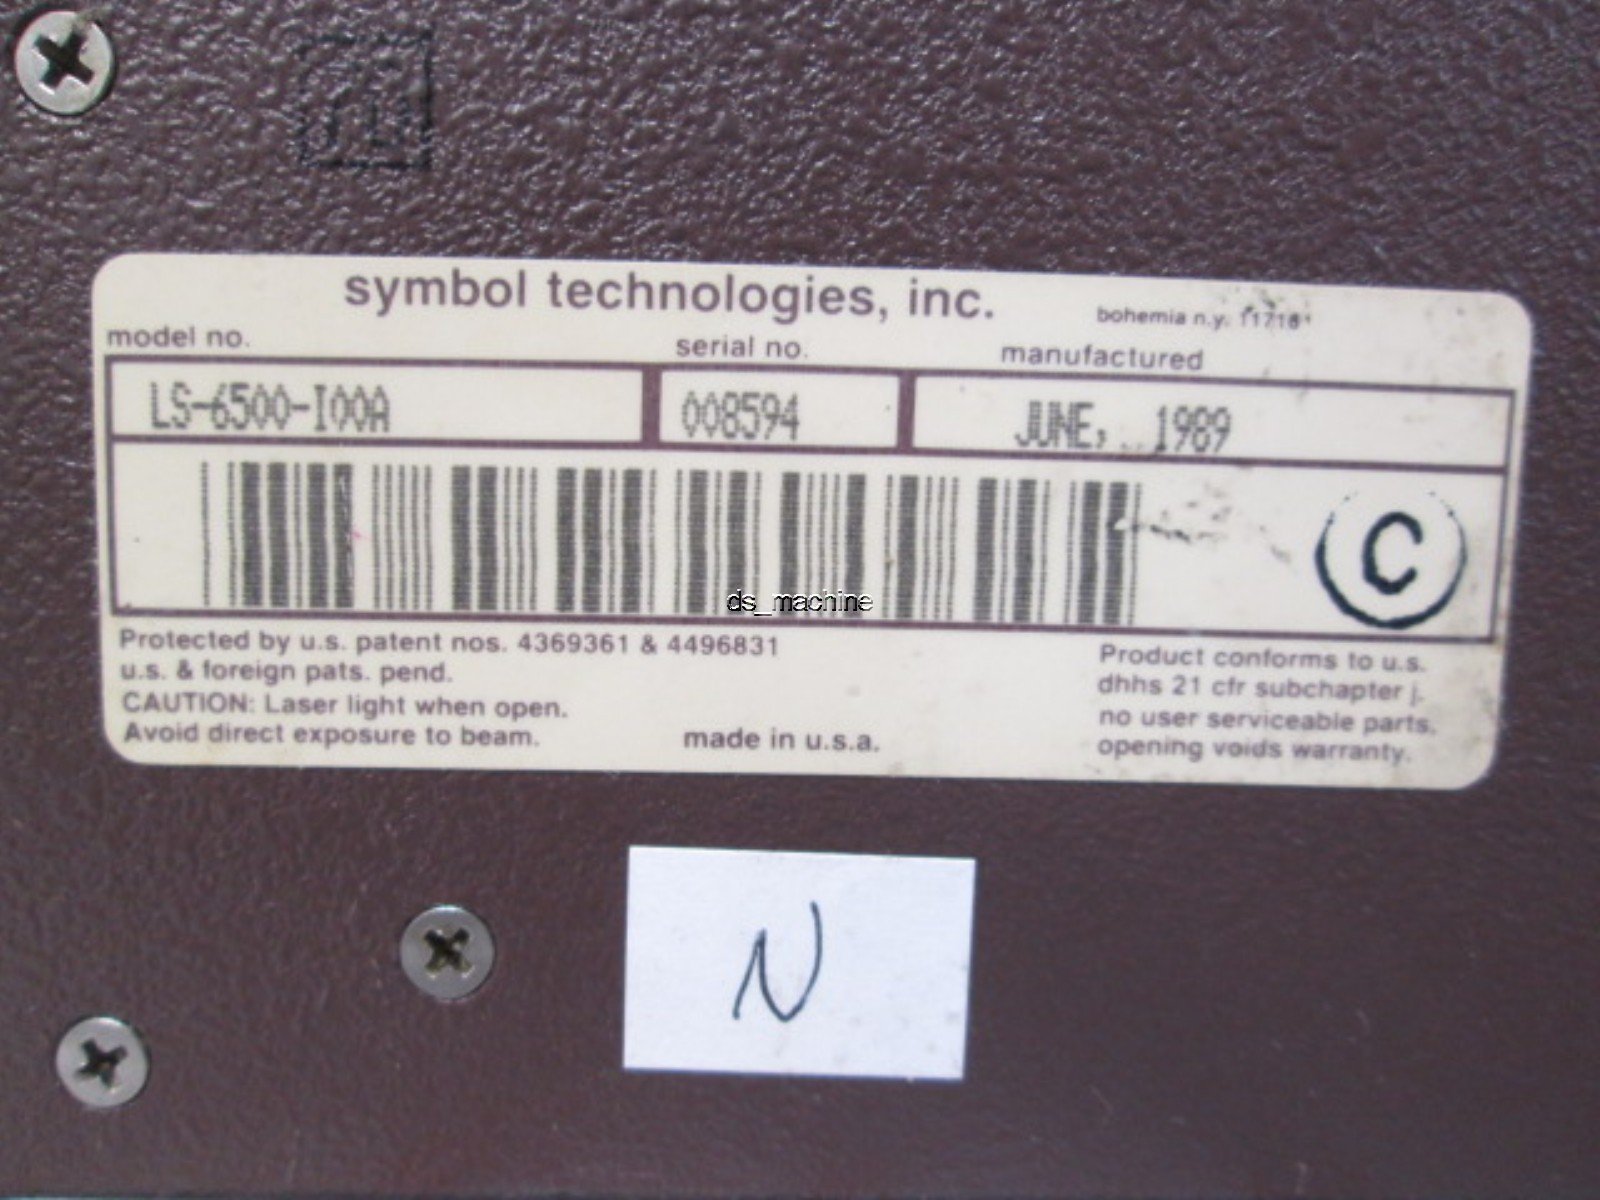 symbol technologies, inc.
bohemia n.y. 11716
model no.
serial no.
manufactured
LS-6500-I00A
008594
JUNE, 1989
C
ds_machine
Protected by u.s. patent nos. 4369361 & 4496831
u.s. & foreign pats. pend.
CAUTION: Laser light when open.
Avoid direct exposure to beam.
made in u.s.a.
Product conforms to u.s.
dhhs 21 cfr subchapter j.
no user serviceable parts.
opening voids warranty.
N